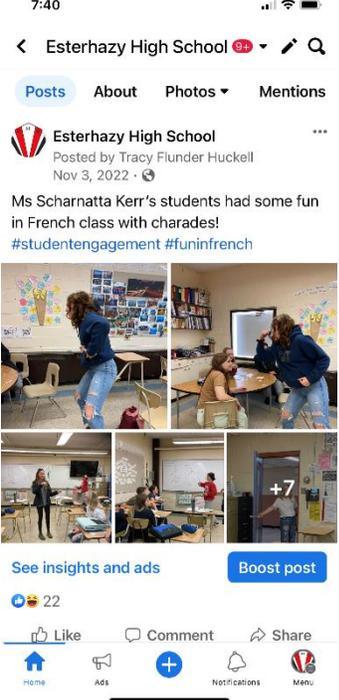 7:40
Esterhazy High School 9+
Posts About Photos Mentions
Esterhazy High School
Posted by Tracy Flunder Huckell
Nov 3, 2022 ·
Ms Scharnatta Kerr's students had some fun
in French class with charades!
#studentengagement #funinfrench
+7
See insights and ads Boost post
22
Like Comment Share
Home Ads Notifications Menu